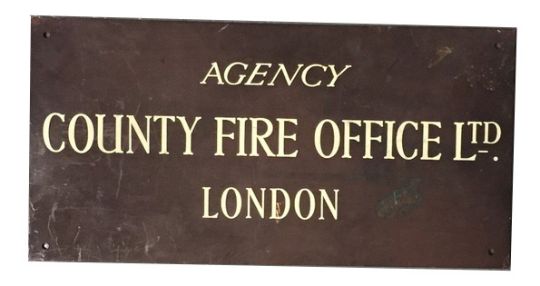 AGENCY
COUNTY FIRE OFFICE LTD.
LONDON